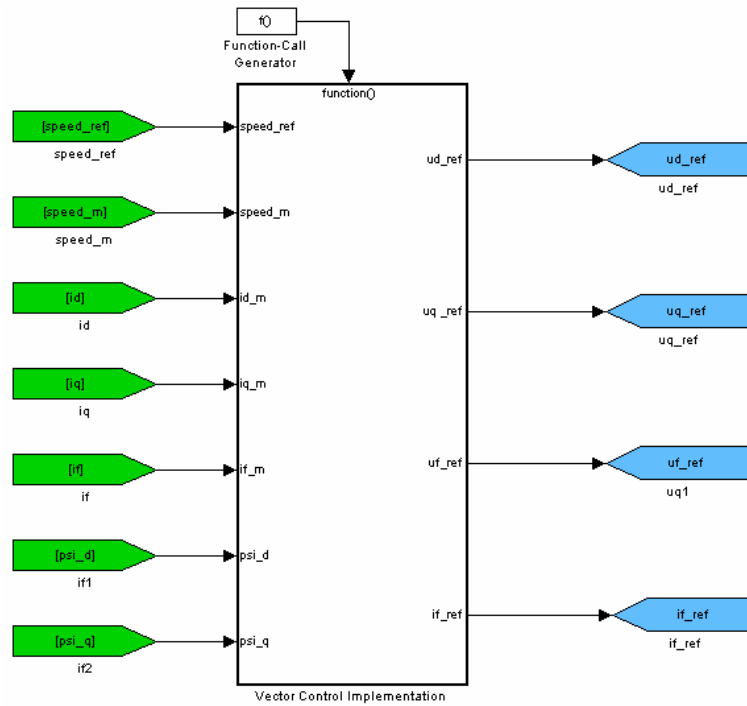 f()
Function-Call
Generator
function()
[speed_ref]
speed_ref
speed_ref
[speed_m]
speed_m
speed_m
[id]
id_m
id
[iq]
iq_m
iq
[if]
if_m
if
[psi_d]
psi_d
if1
[psi_q]
psi_q
if2
ud_ref
ud_ref
ud_ref
uq _ref
uq_ref
uq_ref
uf_ref
uf_ref
uq1
if_ref
if_ref
if_ref
Vector Control Implementation